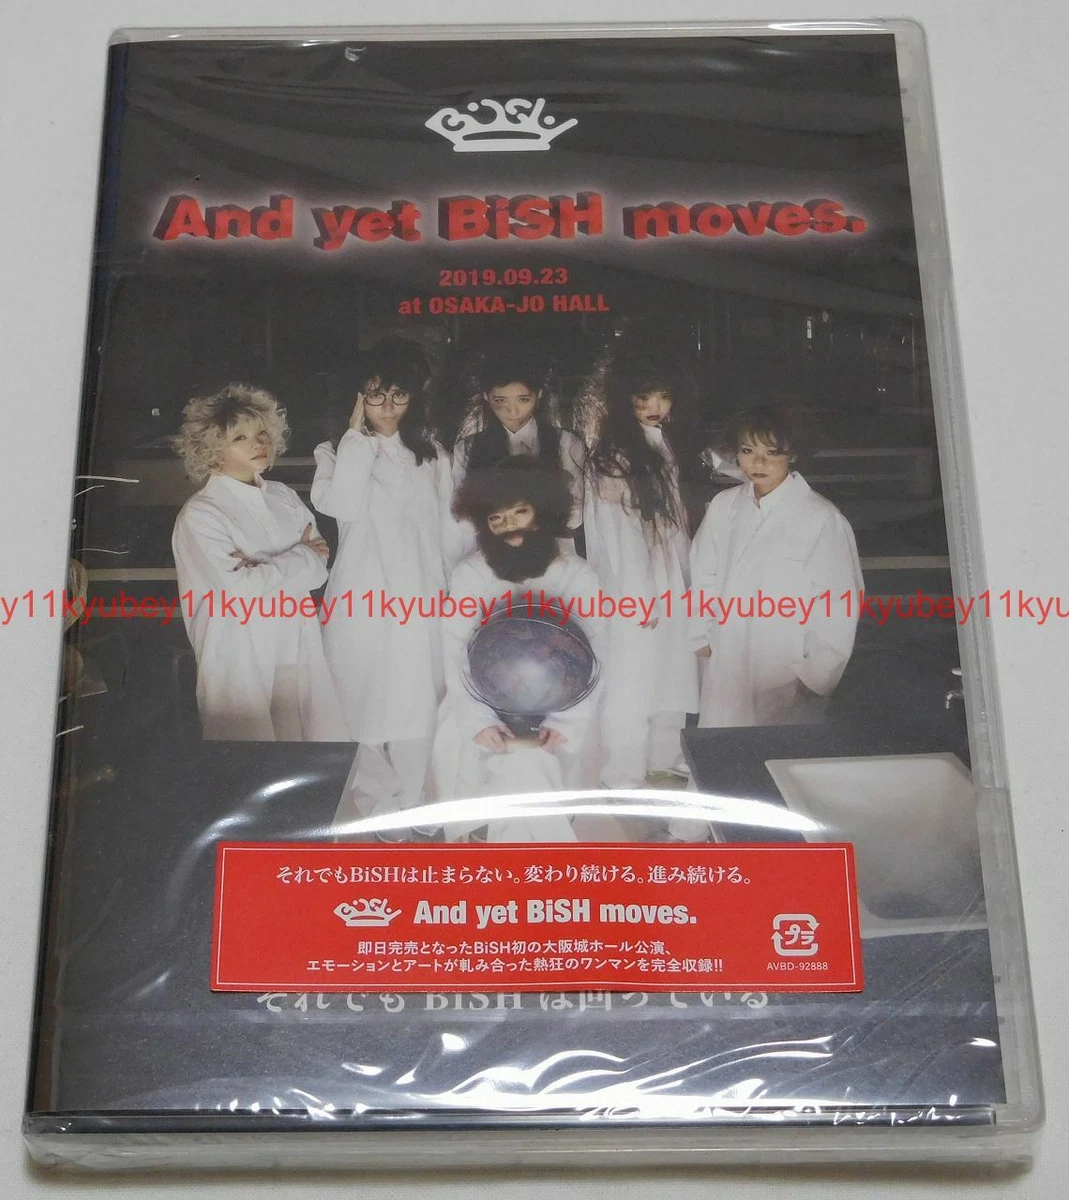 BiSH
And yet BiSH moves.
2019.09.23
at OSAKA-JO HALL
y11kyubey11kyubey11kyubey11kyubey11kyubey11kyubey11kyubey11kyubey11kyu
それでもBiSHは止まらない。変わり続ける。進み続ける。
BiSH And yet BiSH moves.
即日完売となったBiSH初の大阪城ホール公演、
エモーションとアートが軋み合った熱狂のワンマンを完全収録!!
プラ
AVBD-92888
それでも BiSH は回っている